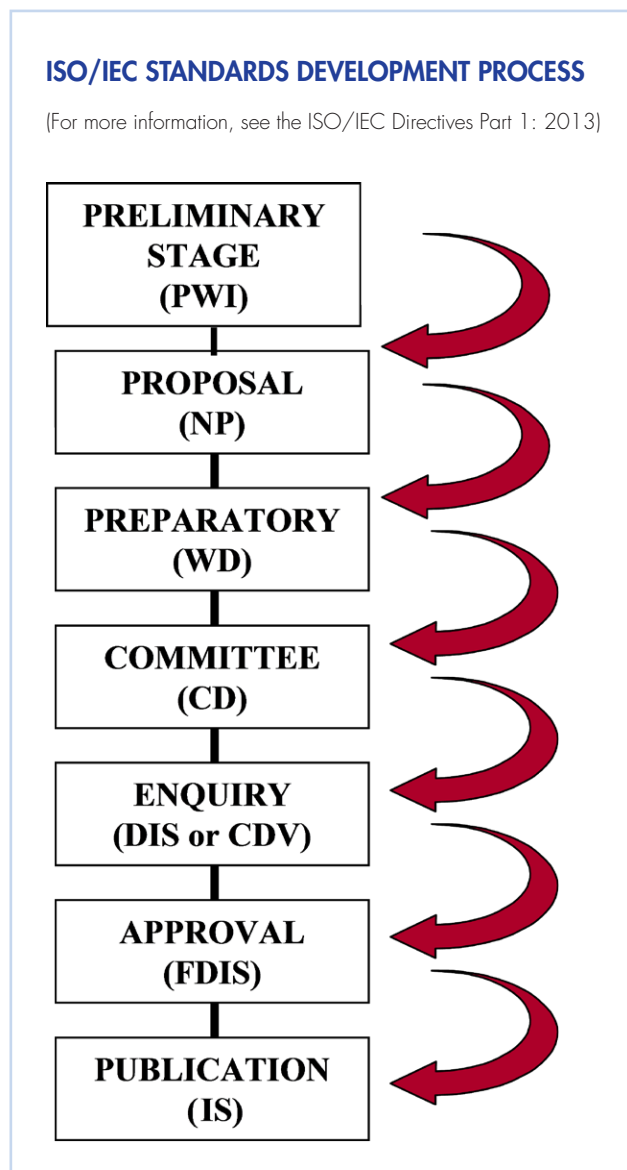 ISO/IEC STANDARDS DEVELOPMENT PROCESS
(For more information, see the ISO/IEC Directives Part 1: 2013)
PRELIMINARY
STAGE
(PWI)
PROPOSAL
(NP)
PREPARATORY
(WD)
COMMITTEE
(CD)
ENQUIRY
(DIS or CDV)
APPROVAL
(FDIS)
PUBLICATION
(IS)